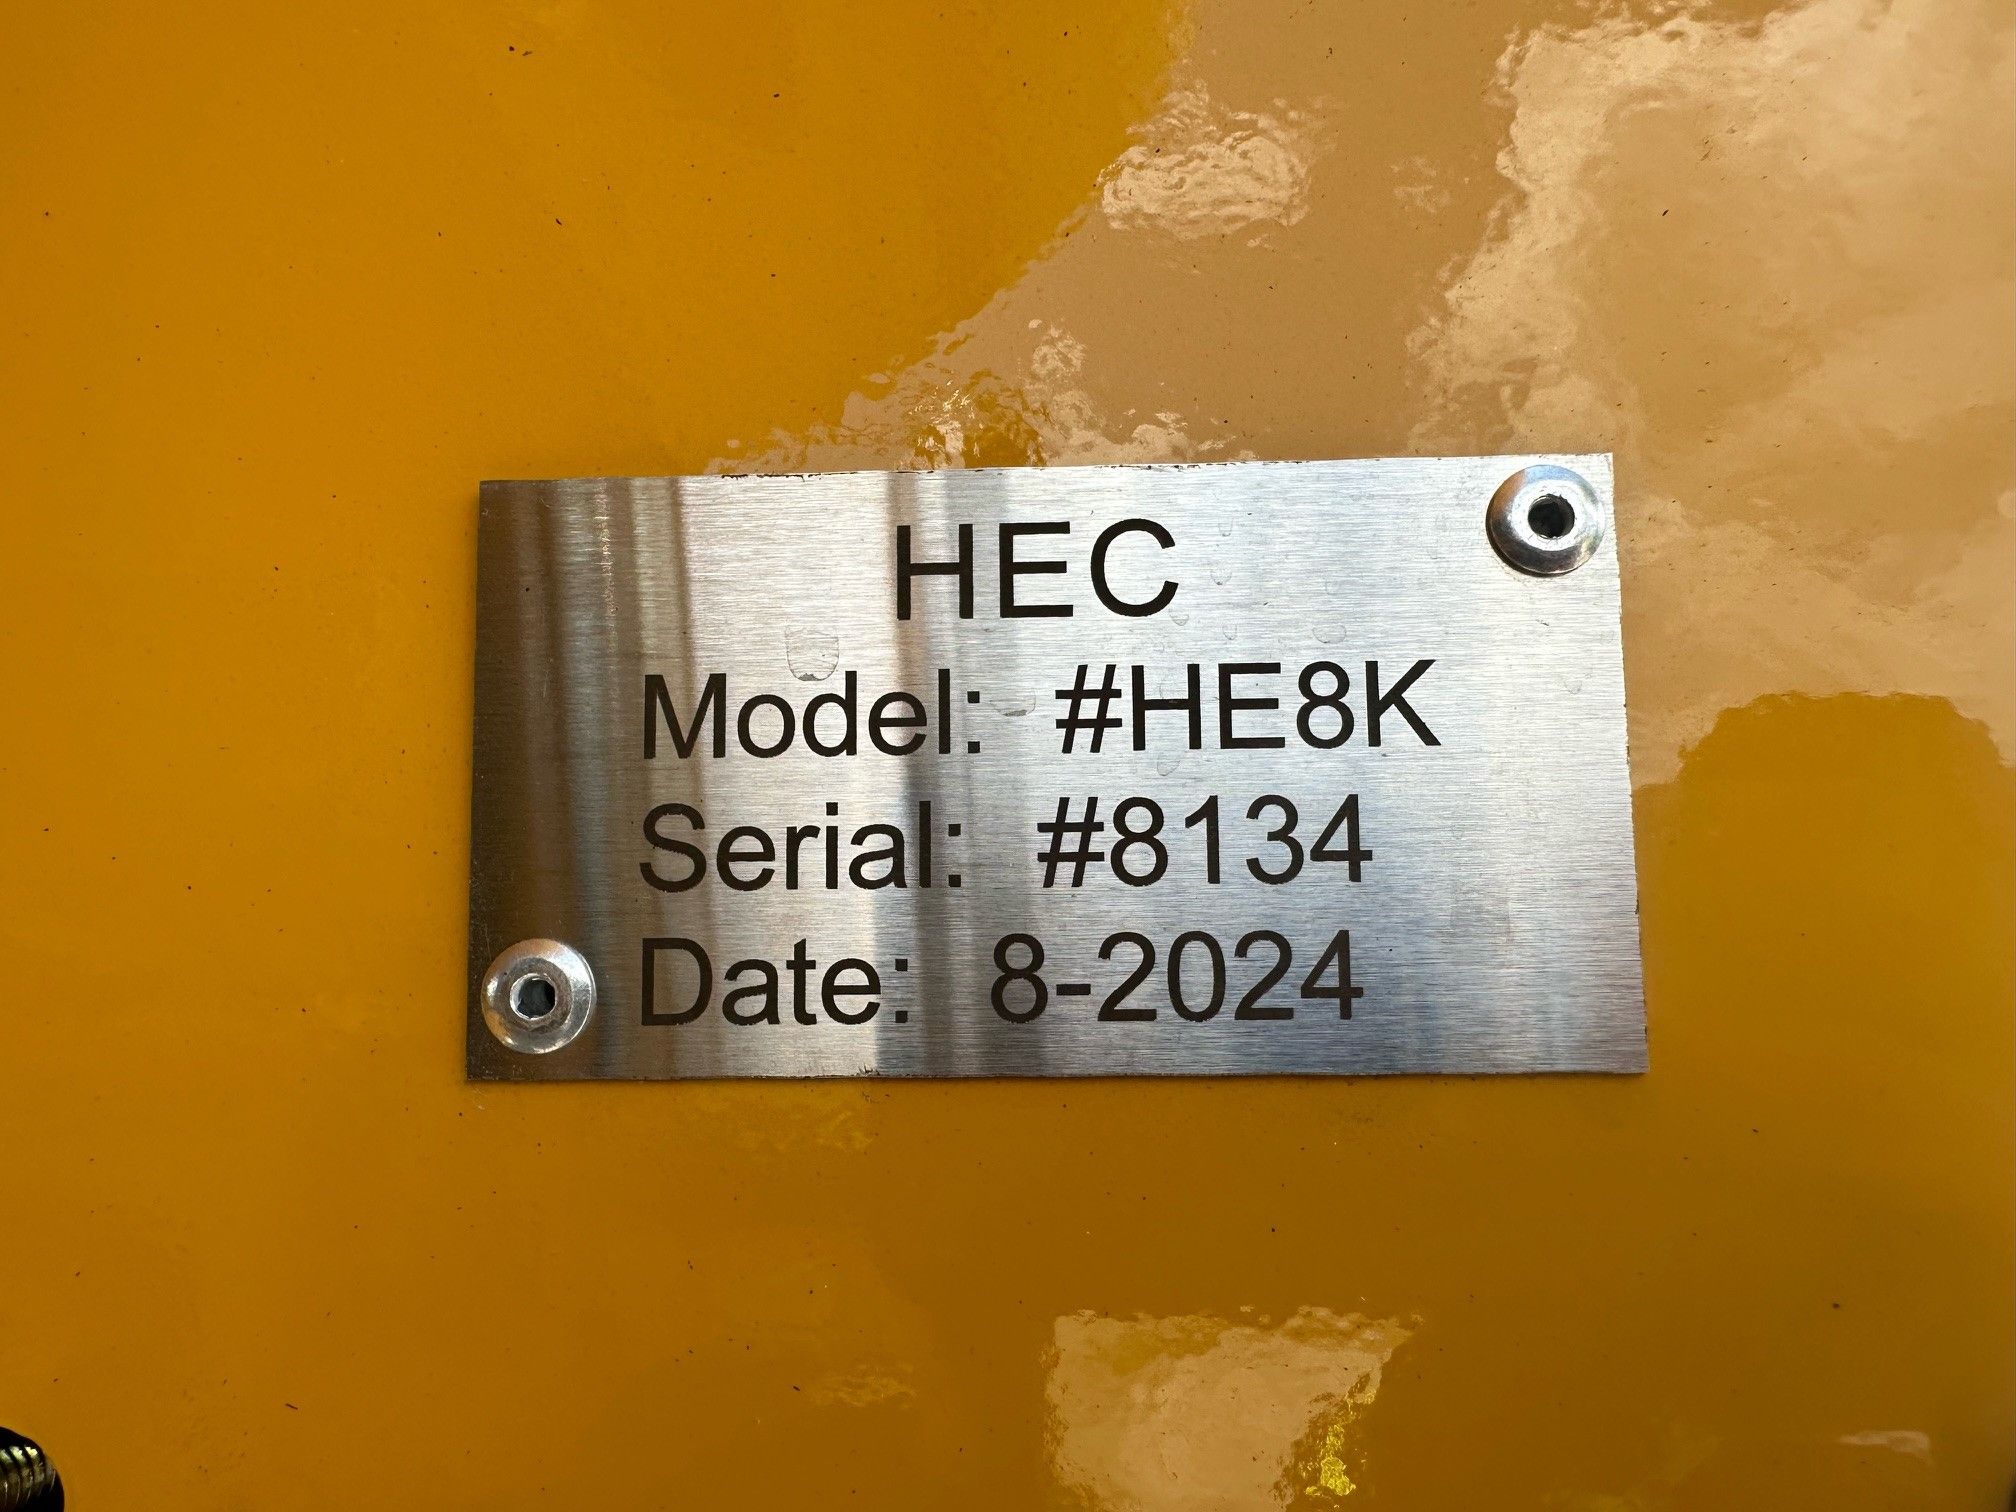 HEC
Model: #HE8K
Serial: #8134
Date: 8-2024